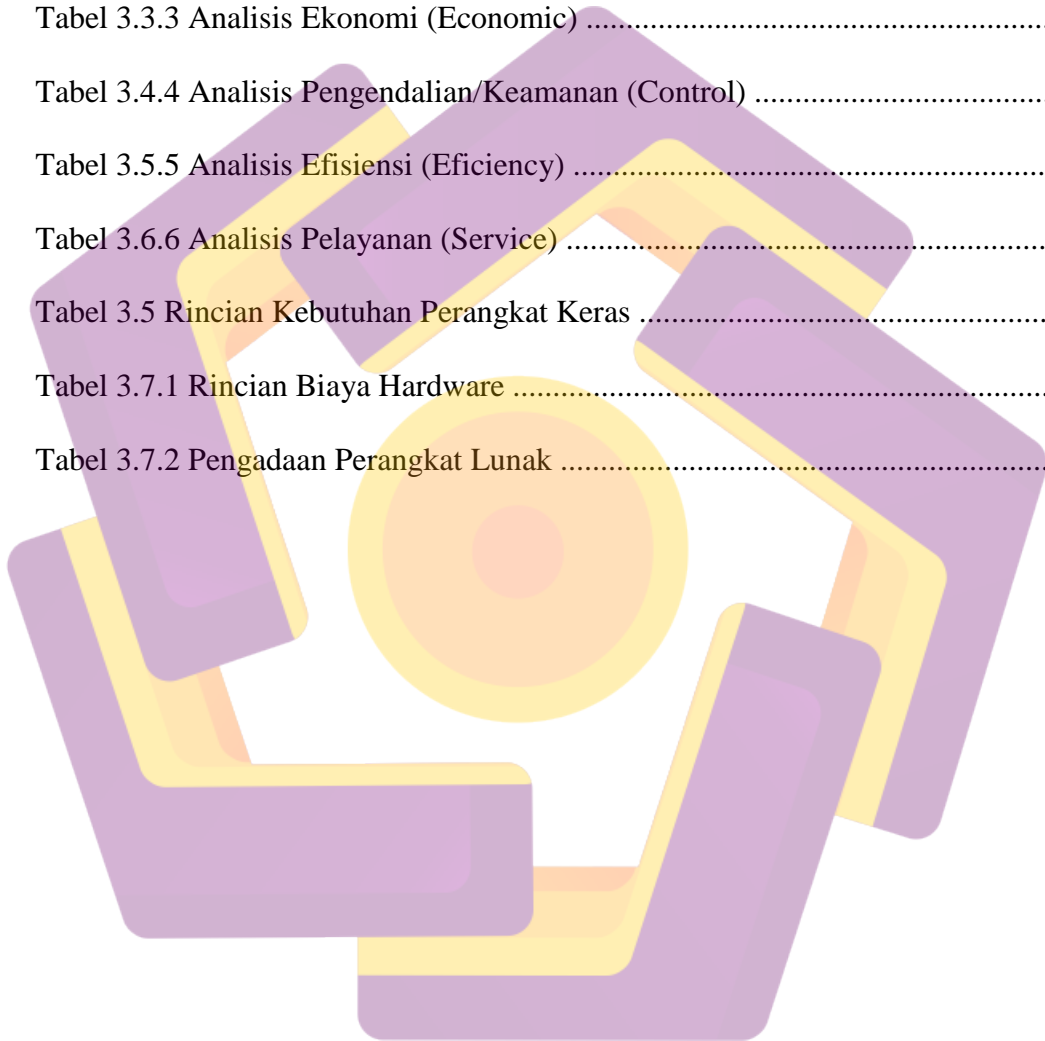 Tabel 3.3.3 Analisis Ekonomi (Economic) ......................................................
Tabel 3.4.4 Analisis Pengendalian/Keamanan (Control) ..................................
Tabel 3.5.5 Analisis Efisiensi (Eficiency) ........................................................
Tabel 3.6.6 Analisis Pelayanan (Service) .........................................................
Tabel 3.5 Rincian Kebutuhan Perangkat Keras ................................................
Tabel 3.7.1 Rincian Biaya Hardware ................................................................
Tabel 3.7.2 Pengadaan Perangkat Lunak ..........................................................